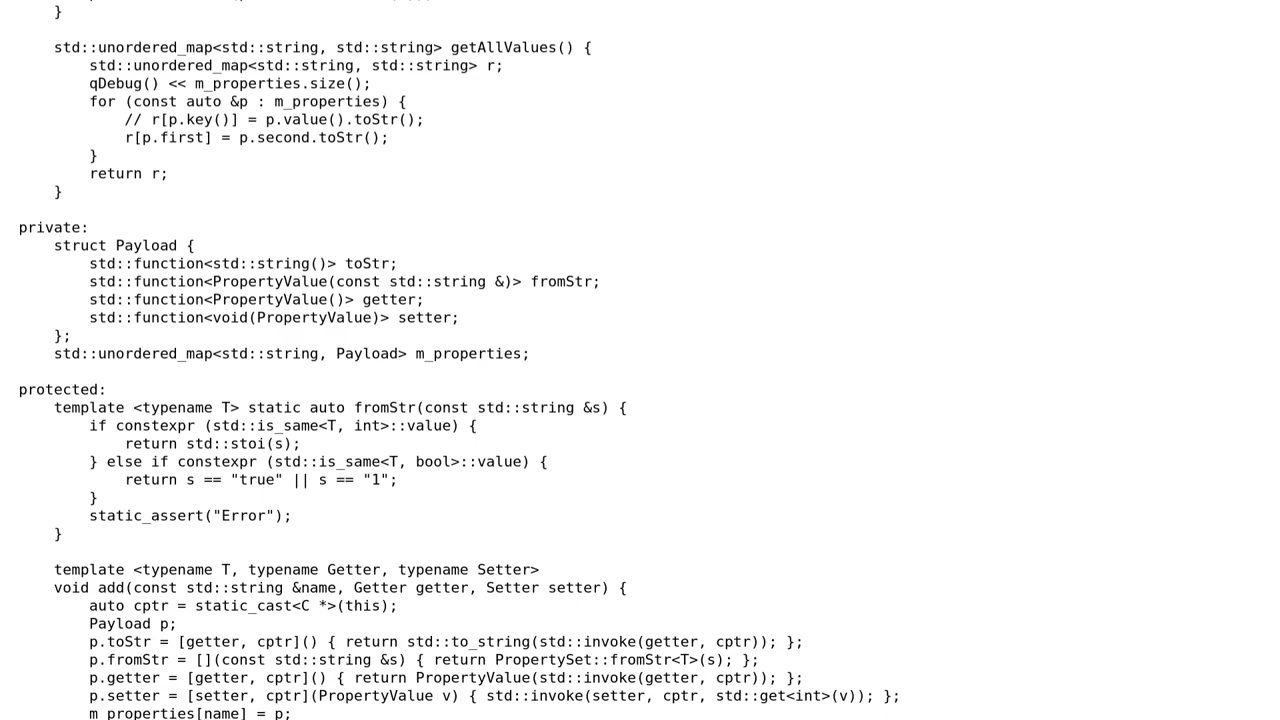 }
std::unordered_map<std::string, std::string> getAllValues() {
std::unordered_map<std::string, std::string> r;
qDebug() << m_properties.size();
for (const auto &p : m_properties) {
// r[p.key()] = p.value().toStr();
r[p.first] = p.second.toStr();
}
return r;
}
private:
struct Payload {
std::function<std::string()> toStr;
std::function<PropertyValue(const std::string &)> fromStr;
std::function<PropertyValue()> getter;
std::function<void(PropertyValue)> setter;
};
std::unordered_map<std::string, Payload> m_properties;
protected:
template <typename T> static auto fromStr(const std::string &s) {
if constexpr (std::is_same<T, int>::value) {
return std::stoi(s);
} else if constexpr (std::is_same<T, bool>::value) {
return s == "true" || s == "1";
}
static_assert("Error");
}
template <typename T, typename Getter, typename Setter>
void add(const std::string &name, Getter getter, Setter setter) {
auto cptr = static_cast<C *>(this);
Payload p;
p.toStr = [getter, cptr]() { return std::to_string(std::invoke(getter, cptr)); };
p.fromStr = [](const std::string &s) { return PropertySet::fromStr<T>(s); };
p.getter = [getter, cptr]() { return PropertyValue(std::invoke(getter, cptr)); };
p.setter = [setter, cptr](PropertyValue v) { std::invoke(setter, cptr, std::get<int>(v)); };
m_properties[name] = p;